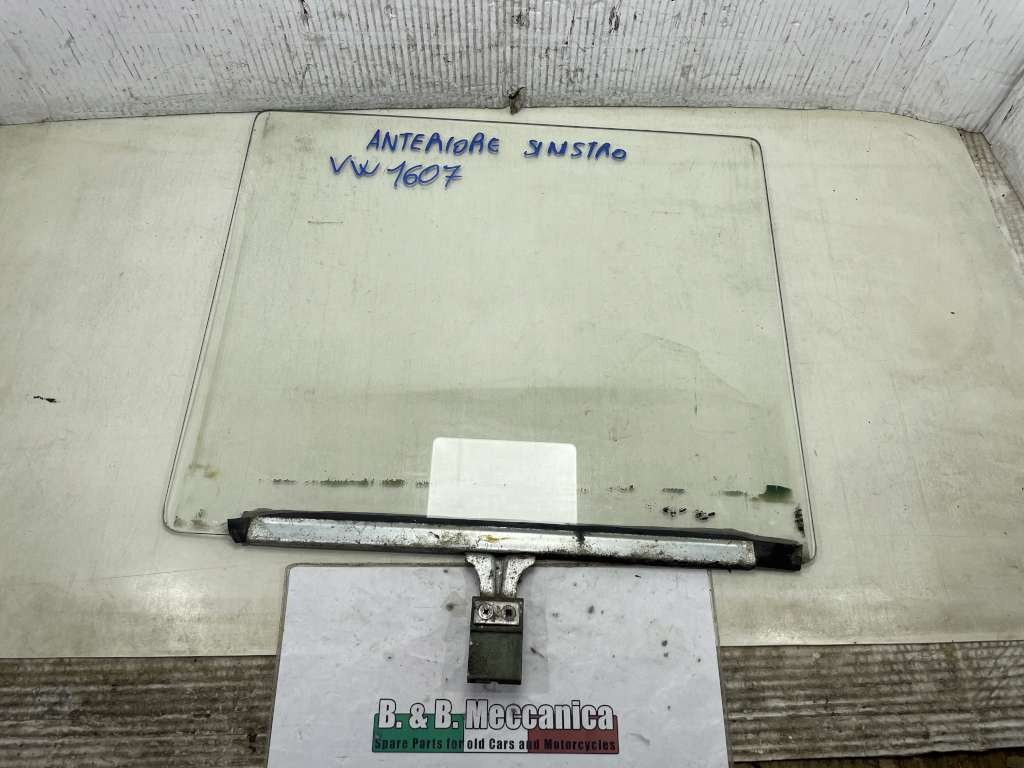 ANTERIORE SINSTRO
VW 1607
B. & B. Meccanica
Spare Parts for old Cars and Motorcycles